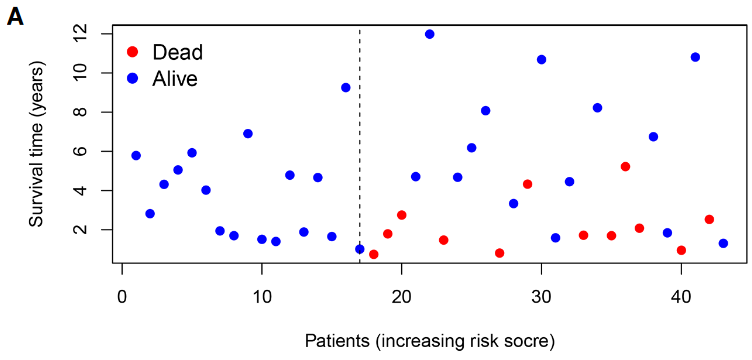 A
Dead
Alive
Survival time (years)
12
10
8
6
4
2
0 10 20 30 40
Patients (increasing risk socre)